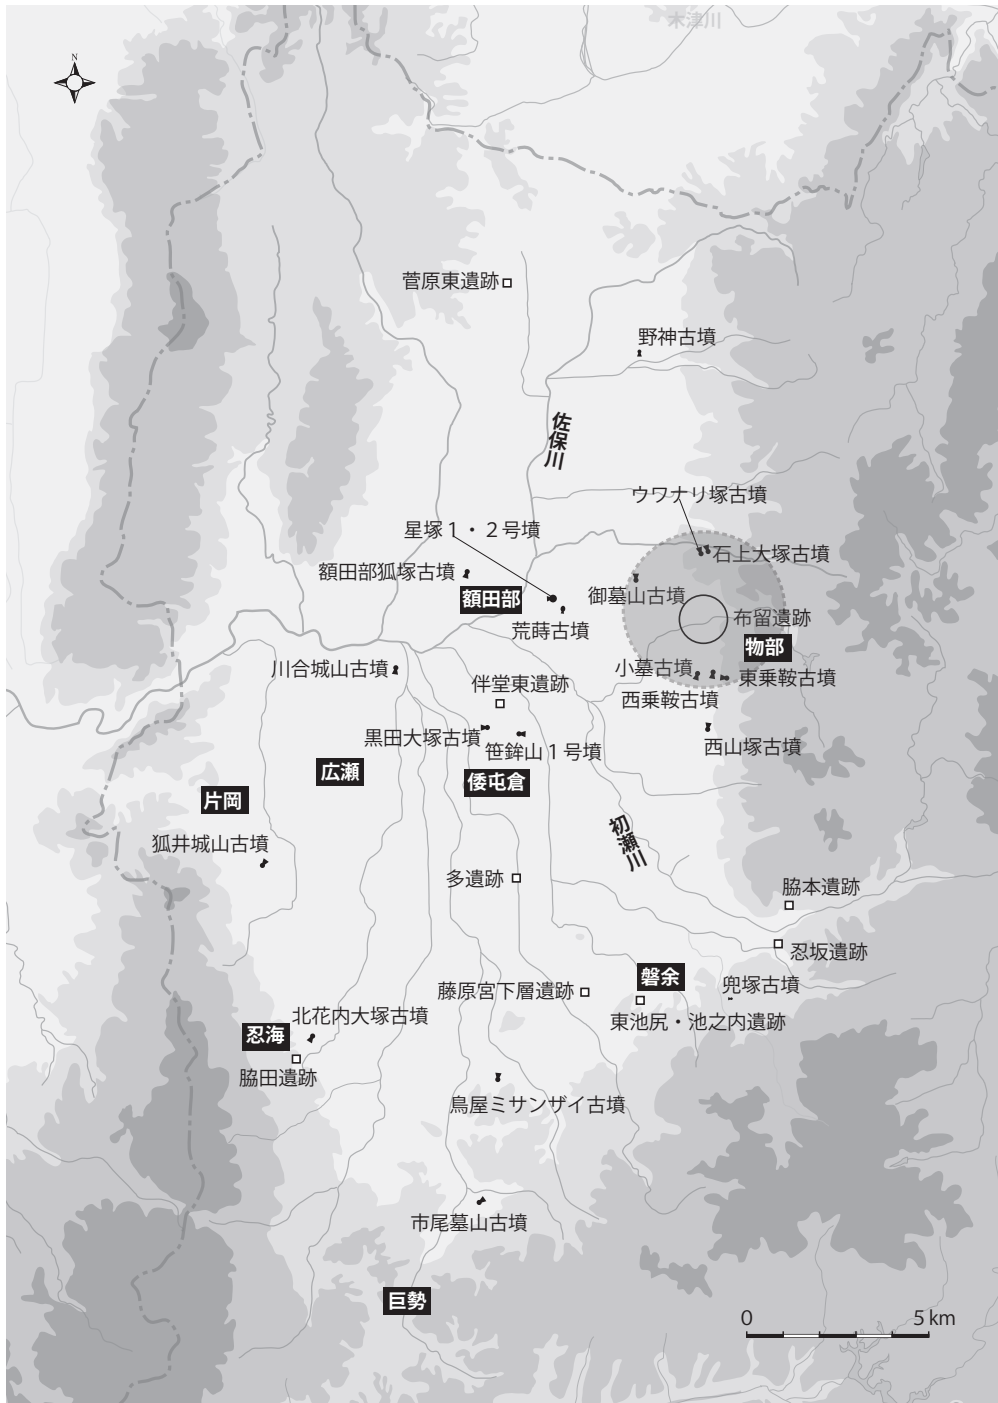 木津川
N
菅原東遺跡
野神古墳
佐保川
ウワナリ塚古墳
星塚1・2号墳
石上大塚古墳
額田部狐塚古墳
額田部
御墓山古墳
荒蒔古墳
布留遺跡
物部
川合城山古墳
小墓古墳
東乗鞍古墳
伴堂東遺跡
西乗鞍古墳
黒田大塚古墳
笹鉾山1号墳
西山塚古墳
広瀬
倭屯倉
片岡
初瀬川
狐井城山古墳
多遺跡
脇本遺跡
忍坂遺跡
磐余
兜塚古墳
藤原宮下層遺跡
東池尻・池之内遺跡
北花内大塚古墳
忍海
脇田遺跡
鳥屋ミサンザイ古墳
市尾墓山古墳
巨勢
0 5km